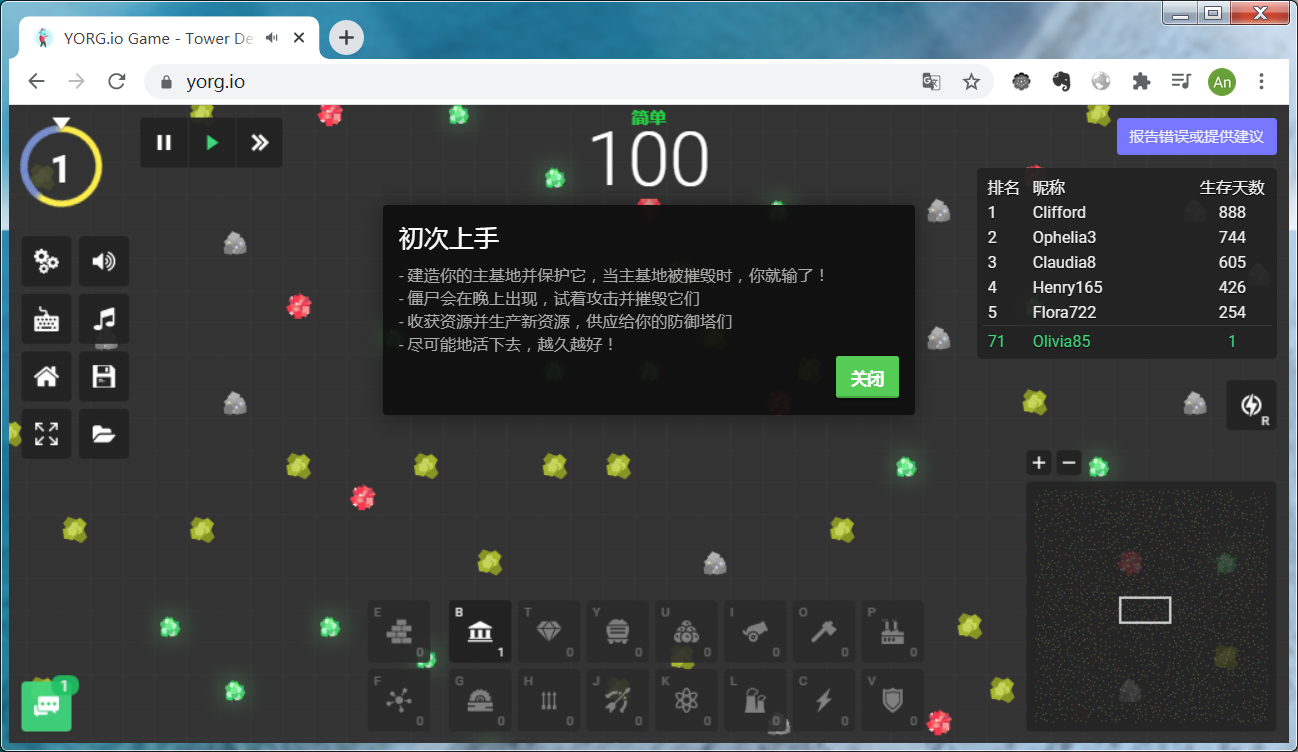 YORG.io Game - Tower De
yorg.io
An
1
简单
100
报告错误或提供建议
排名 昵称 生存天数
1 Clifford 888
2 Ophelia3 744
3 Claudia8 605
4 Henry165 426
5 Flora722 254
71 Olivia85 1
初次上手
- 建造你的主基地并保护它，当主基地被摧毁时，你就输了！
- 僵尸会在晚上出现，试着攻击并摧毁它们
- 收获资源并生产新资源，供应给你的防御塔们
- 尽可能地活下去，越久越好！
关闭
R
+ −
E 0 B 1 T 0 Y 0 U 0 I 0 O 0 P 0
F 0 G 0 H 0 J 0 K 0 L 0 C 0 V 0
1